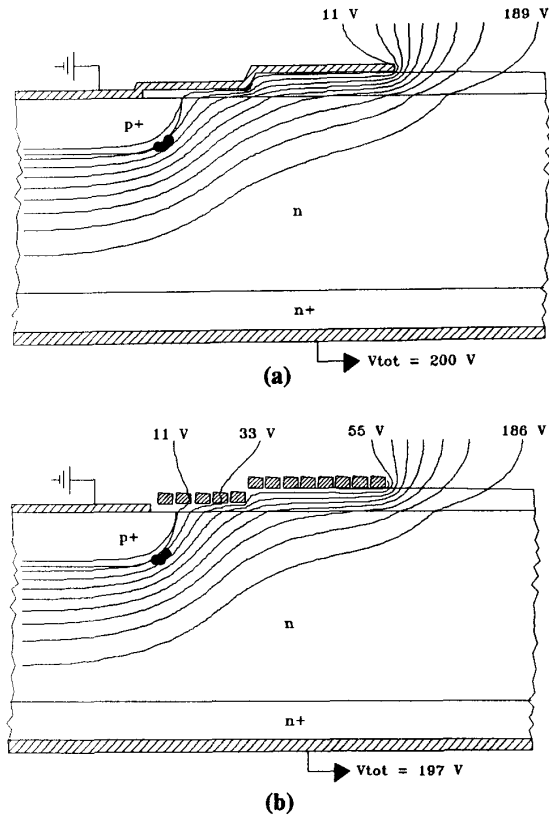 11 V 189 V
p+
n
n+
Vtot = 200 V
(a)
11 V 33 V 55 V 186 V
p+
n
n+
Vtot = 197 V
(b)